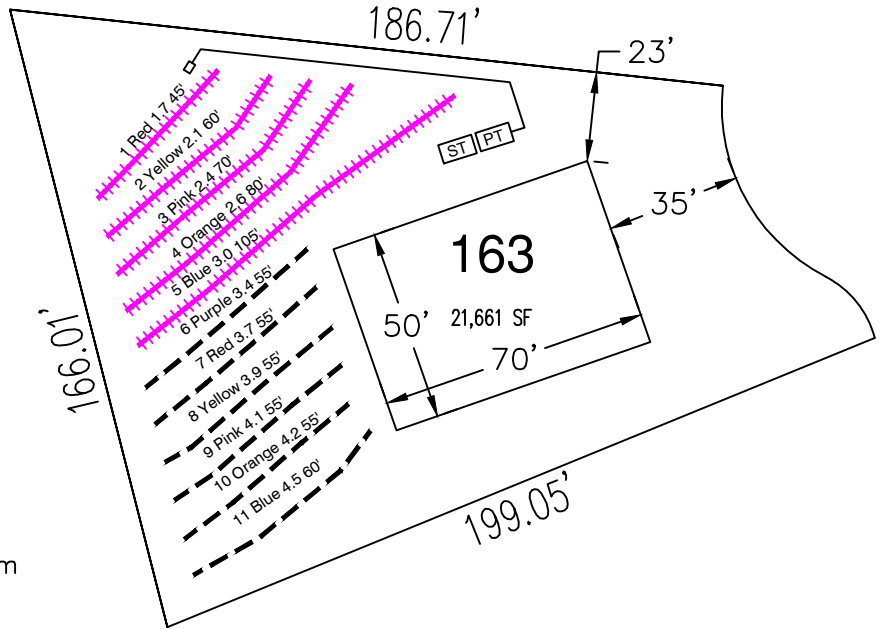 186.71'
23'
1 Red 1.7 45'
2 Yellow 2.1 60'
3 Pink 2.4 70'
4 Orange 2.6 80'
5 Blue 3.0 105'
6 Purple 3.4 55'
7 Red 3.7 55'
8 Yellow 3.9 55'
9 Pink 4.1 55'
10 Orange 4.2 55'
11 Blue 4.5 60'
ST
PT
35'
163
21,661 SF
50'
70'
166.01'
199.05'
m